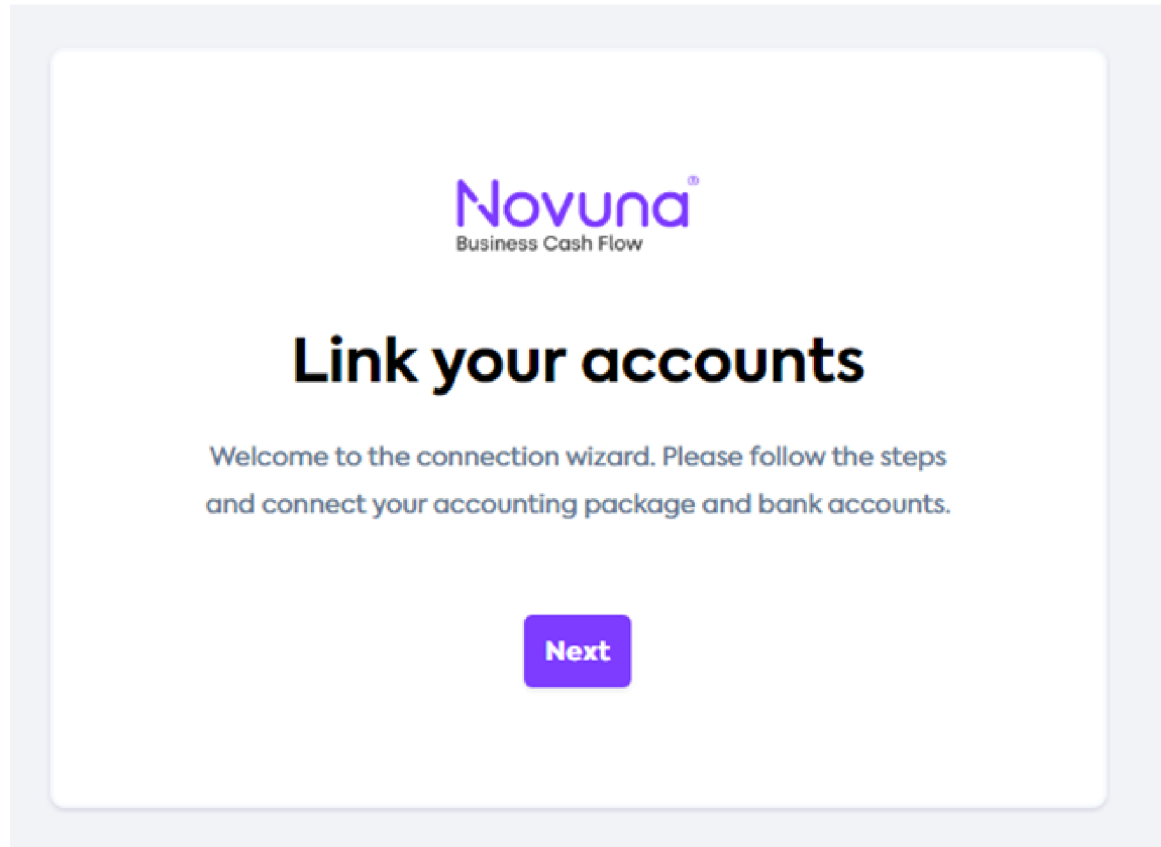 Novuna®
Business Cash Flow
Link your accounts
Welcome to the connection wizard. Please follow the steps
and connect your accounting package and bank accounts.
Next